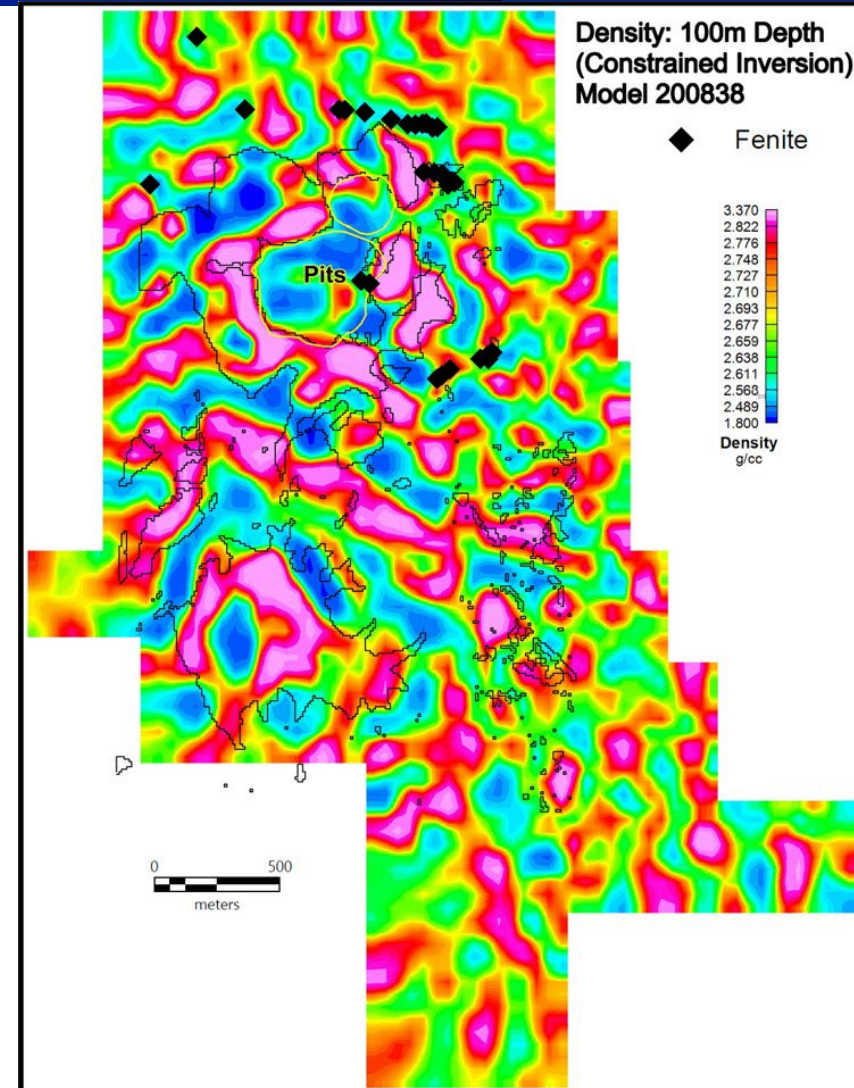 Density: 100m Depth
(Constrained Inversion)
Model 200838
Fenite
3.370
2.822
2.776
2.748
2.727
2.710
2.693
2.677
2.659
2.638
2.611
2.568
2.489
1.800
Density
g/cc
Pits
0 500
meters